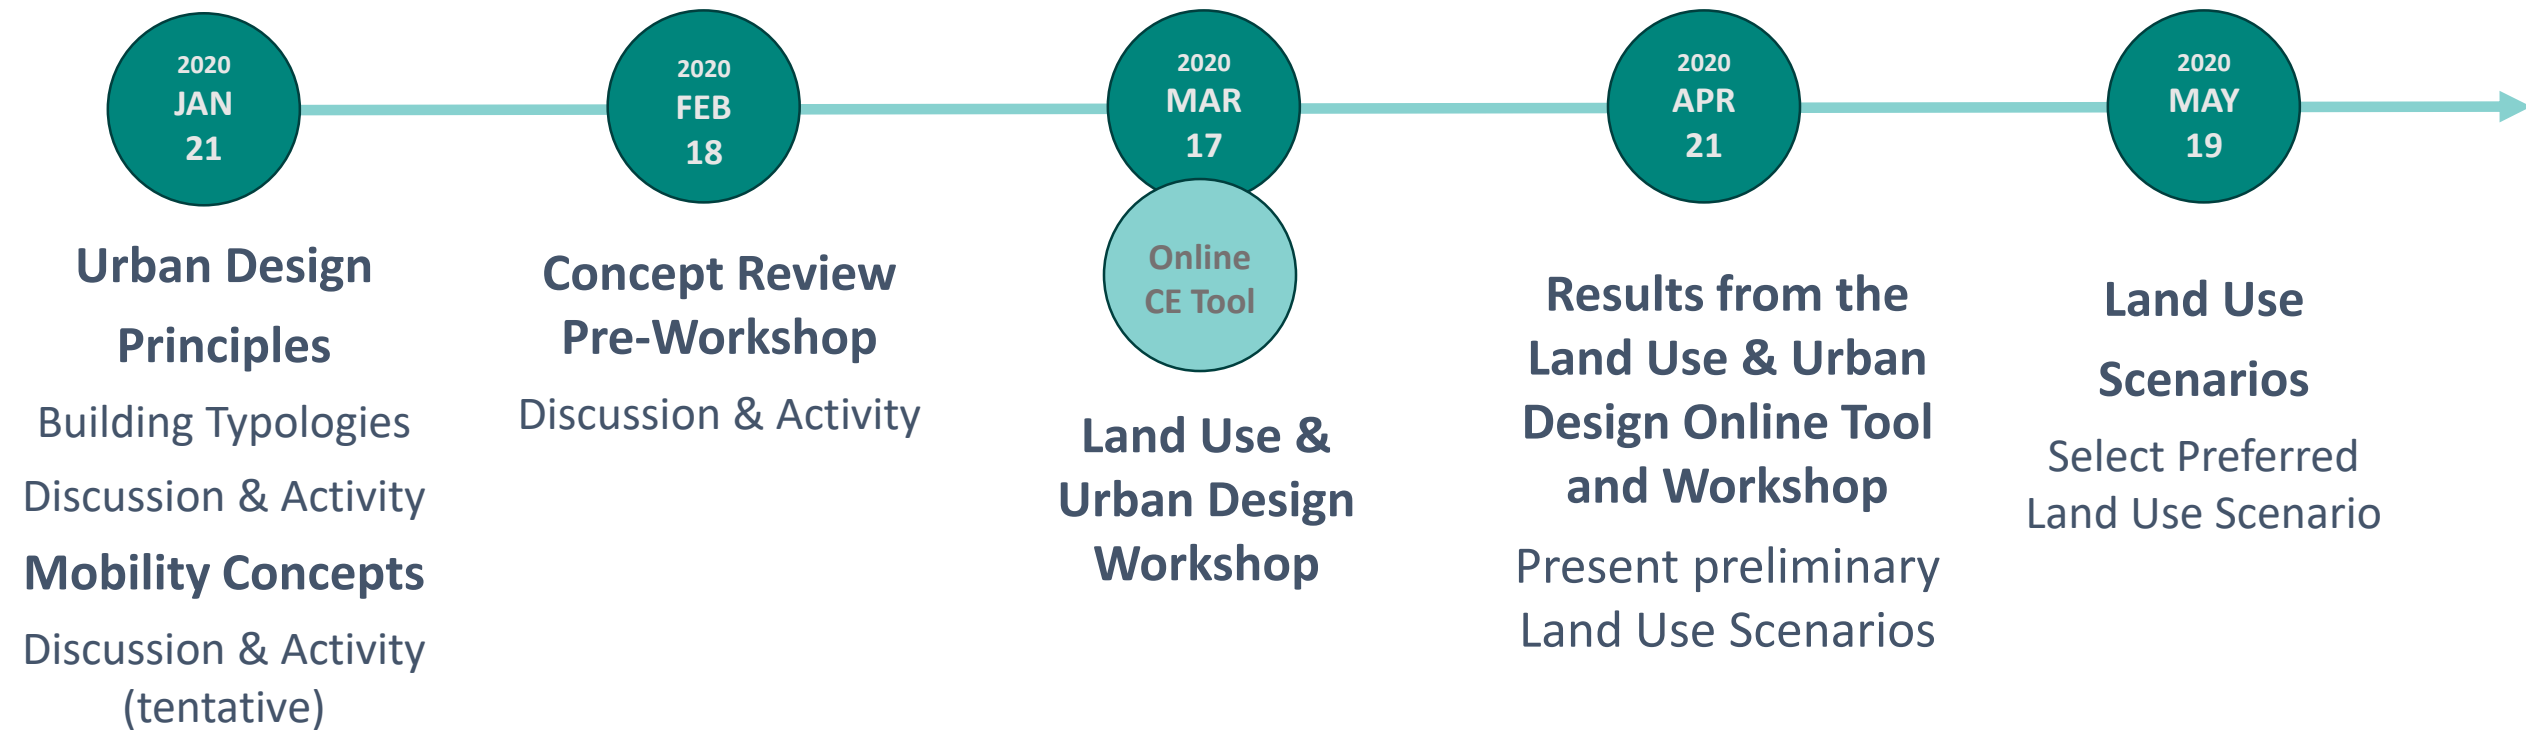 2020
JAN
21
Urban Design
Principles
Building Typologies
Discussion & Activity
Mobility Concepts
Discussion & Activity
(tentative)
2020
FEB
18
Concept Review
Pre-Workshop
Discussion & Activity
2020
MAR
17
Online
CE Tool
Land Use &
Urban Design
Workshop
2020
APR
21
Results from the
Land Use & Urban
Design Online Tool
and Workshop
Present preliminary
Land Use Scenarios
2020
MAY
19
Land Use
Scenarios
Select Preferred
Land Use Scenario